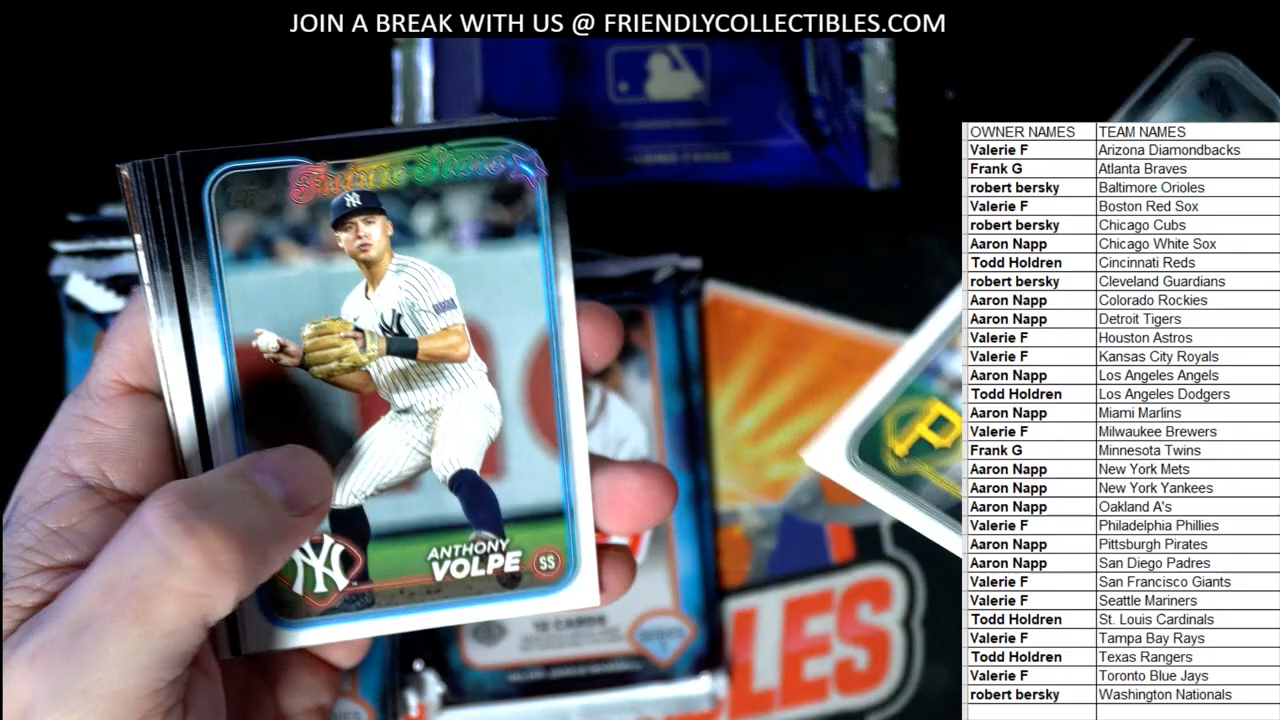 JOIN A BREAK WITH US @ FRIENDLYCOLLECTIBLES.COM
Future Stars
NY
ANTHONY
VOLPE
SS
NY
12 CARDS
SERIES
P
LES
OWNER NAMES TEAM NAMES
Valerie F Arizona Diamondbacks
Frank G Atlanta Braves
robert bersky Baltimore Orioles
Valerie F Boston Red Sox
robert bersky Chicago Cubs
Aaron Napp Chicago White Sox
Todd Holdren Cincinnati Reds
robert bersky Cleveland Guardians
Aaron Napp Colorado Rockies
Aaron Napp Detroit Tigers
Valerie F Houston Astros
Valerie F Kansas City Royals
Aaron Napp Los Angeles Angels
Todd Holdren Los Angeles Dodgers
Aaron Napp Miami Marlins
Valerie F Milwaukee Brewers
Frank G Minnesota Twins
Aaron Napp New York Mets
Aaron Napp New York Yankees
Aaron Napp Oakland A's
Valerie F Philadelphia Phillies
Aaron Napp Pittsburgh Pirates
Aaron Napp San Diego Padres
Valerie F San Francisco Giants
Valerie F Seattle Mariners
Todd Holdren St. Louis Cardinals
Valerie F Tampa Bay Rays
Todd Holdren Texas Rangers
Valerie F Toronto Blue Jays
robert bersky Washington Nationals